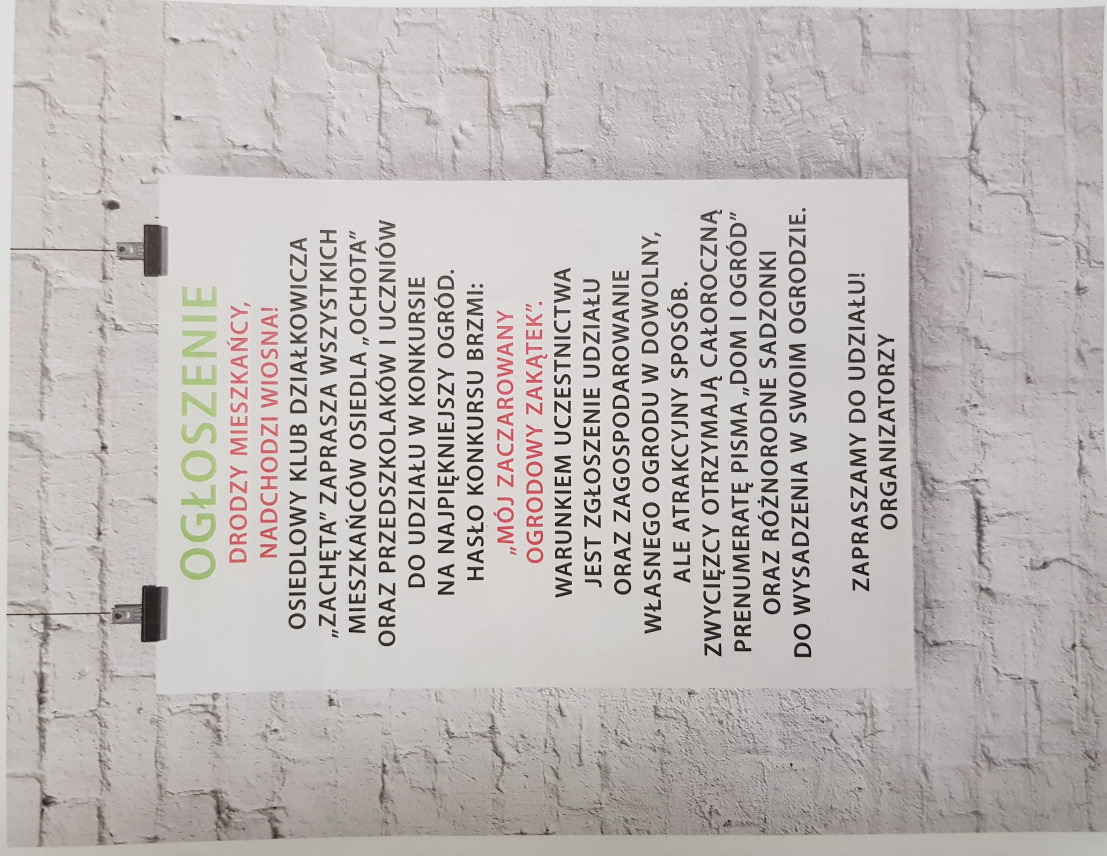 OGŁOSZENIE
DRODZY MIESZKAŃCY,
NADCHODZI WIOSNA!
OSIEDLOWY KLUB DZIAŁKOWICZA
„ZACHĘTA” ZAPRASZA WSZYSTKICH
MIESZKAŃCÓW OSIEDLA „OCHOTA”
ORAZ PRZEDSZKOLAKÓW I UCZNIÓW
DO UDZIAŁU W KONKURSIE
NA NAJPIĘKNIEJSZY OGRÓD.
HASŁO KONKURSU BRZMI:
„MÓJ ZACZAROWANY
OGRODOWY ZAKĄTEK”.
WARUNKIEM UCZESTNICTWA
JEST ZGŁOSZENIE UDZIAŁU
ORAZ ZAGOSPODAROWANIE
WŁASNEGO OGRODU W DOWOLNY,
ALE ATRAKCYJNY SPOSÓB.
ZWYCIĘZCY OTRZYMAJĄ CAŁOROCZNĄ
PRENUMERATĘ PISMA „DOM I OGRÓD”
ORAZ RÓŻNORODNE SADZONKI
DO WYSADZENIA W SWOIM OGRODZIE.
ZAPRASZAMY DO UDZIAŁU!
ORGANIZATORZY